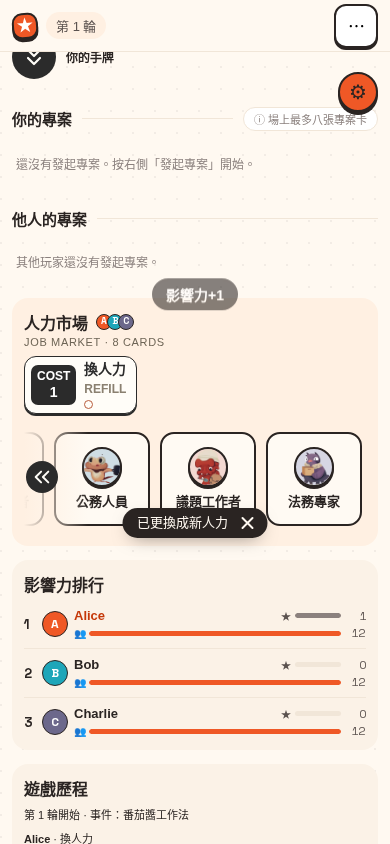 第 1 輪
…
你的手牌
你的專案
ⓘ 場上最多八張專案卡
還沒有發起專案。按右側「發起專案」開始。
他人的專案
其他玩家還沒有發起專案。
影響力+1
人力市場 A B C
JOB MARKET · 8 CARDS
COST 1
換人力
REFILL
公務人員
議題工作者
法務專家
已更換成新人力
影響力排行
1 A Alice ★ 1
12
2 B Bob ★ 0
12
3 C Charlie ★ 0
12
遊戲歷程
第 1 輪開始 · 事件：番茄醬工作法
Alice · 換人力